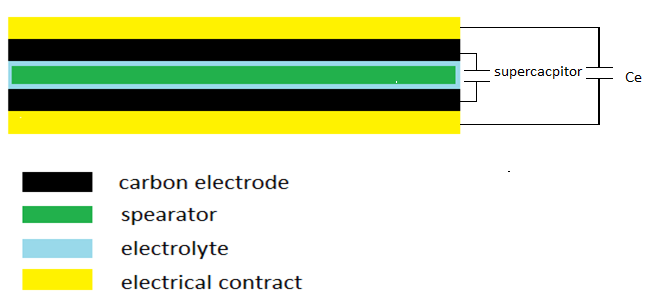 supercacpitor
Ce
carbon electrode
spearator
electrolyte
electrical contract